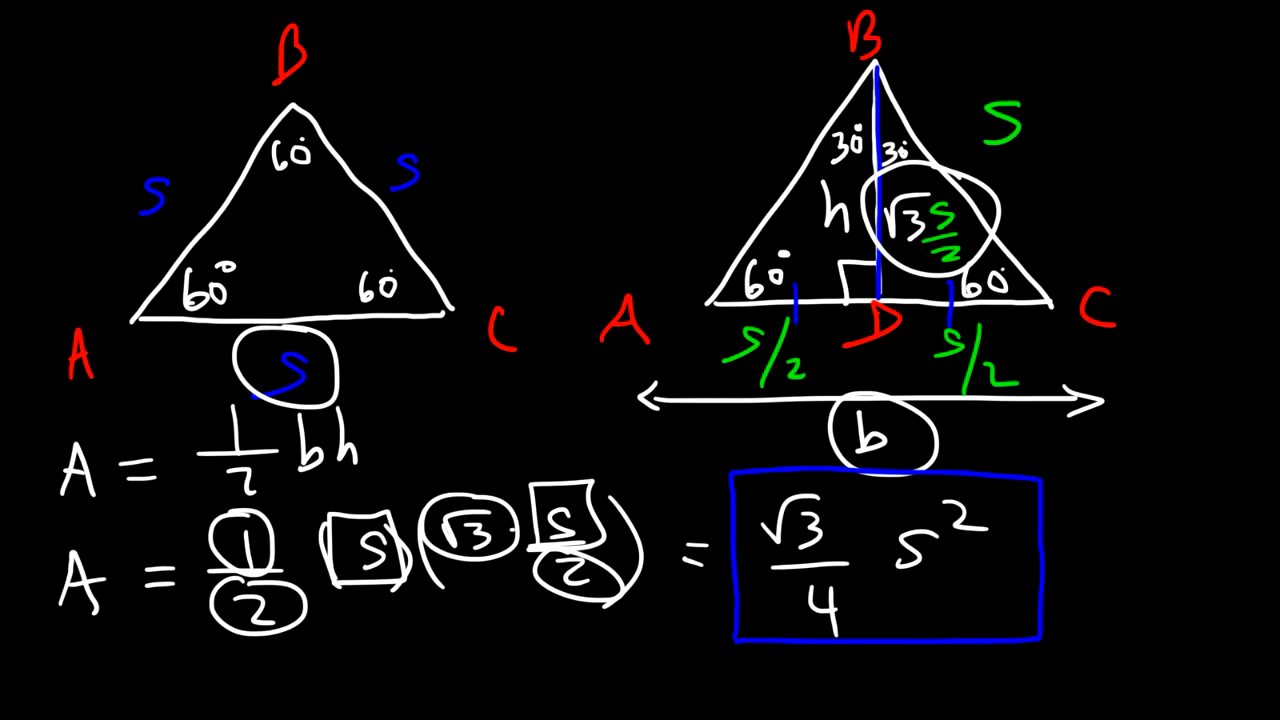 B
60°
S
S
60°
60°
A
C
S
A = 1/2 bh
A = 1/2 S (√3 · S/2) = √3/4 S²
B
30°
30°
S
h
√3 S/2
60°
60°
A
D
C
S/2
S/2
b